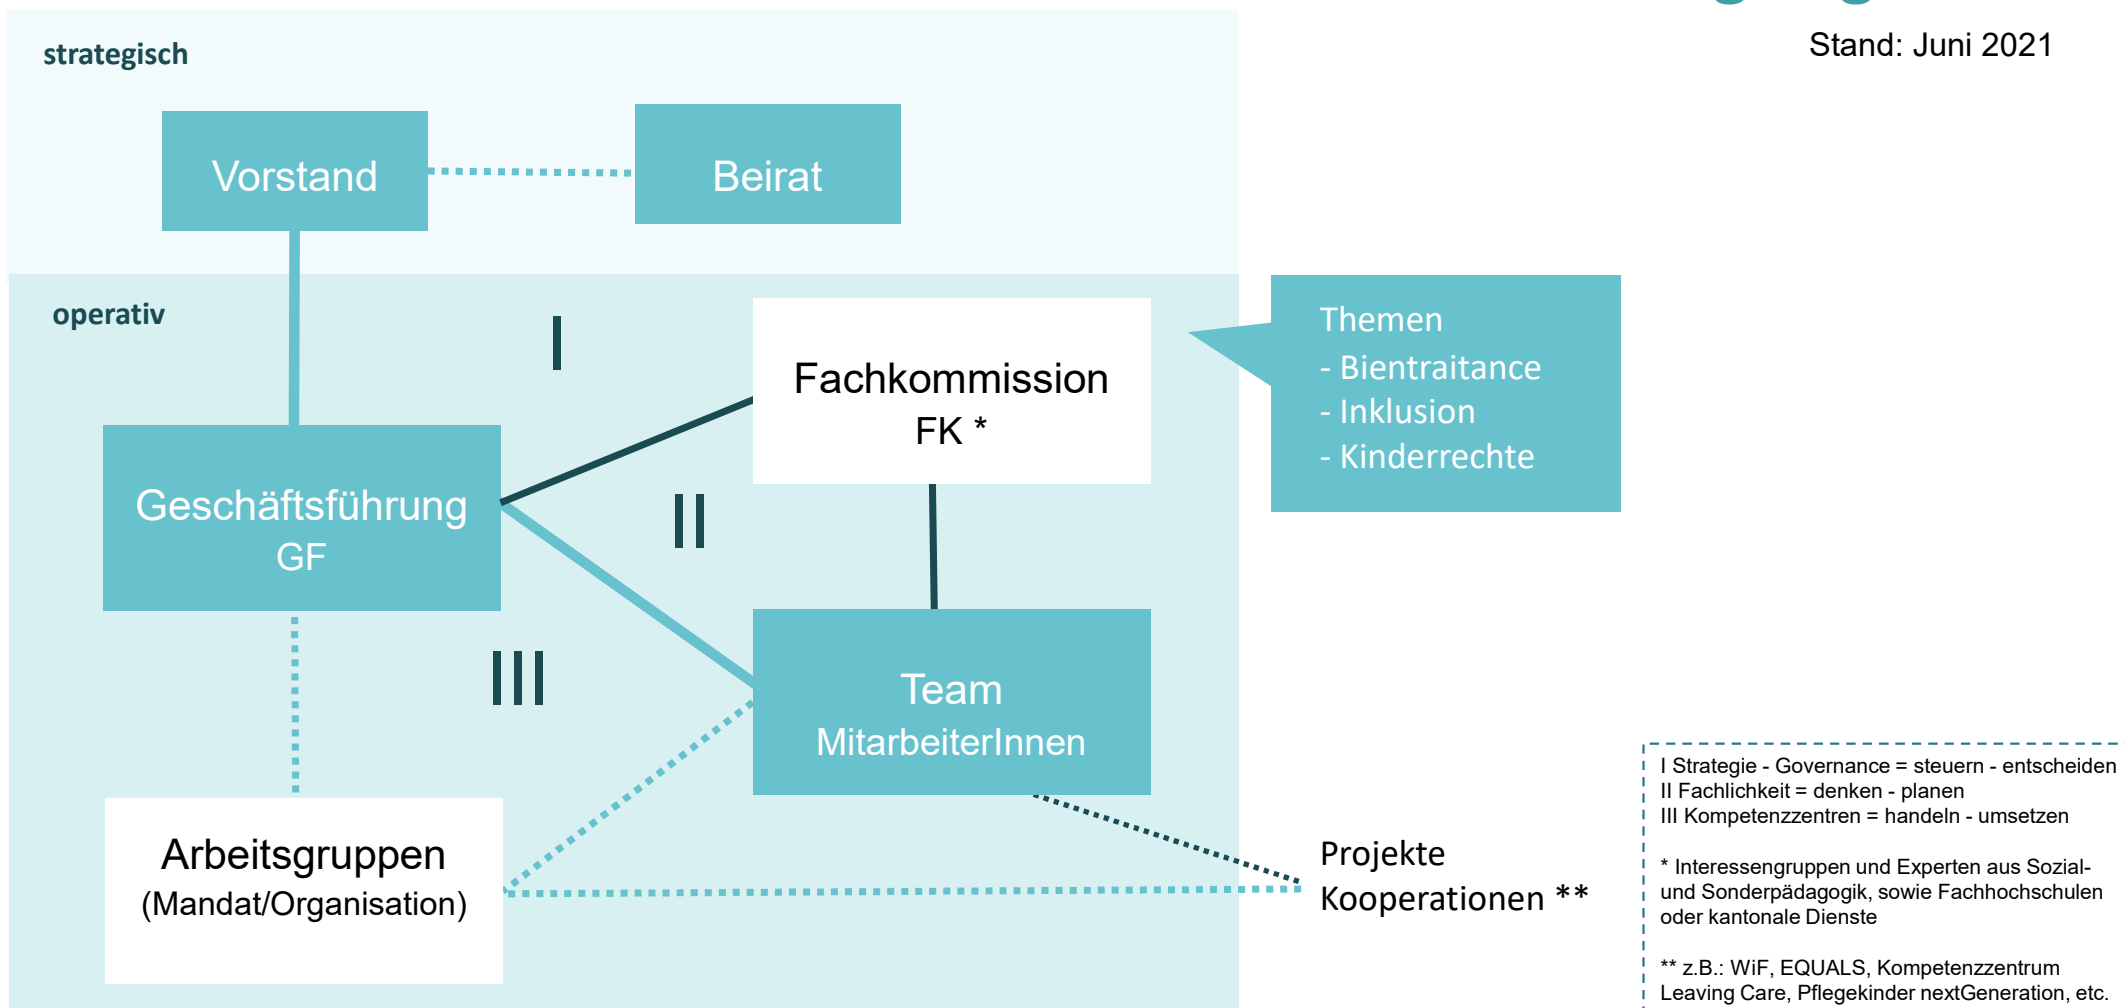 Stand: Juni 2021
strategisch
Vorstand
Beirat
operativ
I
Fachkommission
FK *
Themen
- Bientraitance
- Inklusion
- Kinderrechte
Geschäftsführung
GF
II
III
Team
MitarbeiterInnen
Arbeitsgruppen
(Mandat/Organisation)
Projekte
Kooperationen **
I Strategie - Governance = steuern - entscheiden
II Fachlichkeit = denken - planen
III Kompetenzzentren = handeln - umsetzen
* Interessengruppen und Experten aus Sozial-
und Sonderpädagogik, sowie Fachhochschulen
oder kantonale Dienste
** z.B.: WiF, EQUALS, Kompetenzzentrum
Leaving Care, Pflegekinder nextGeneration, etc.